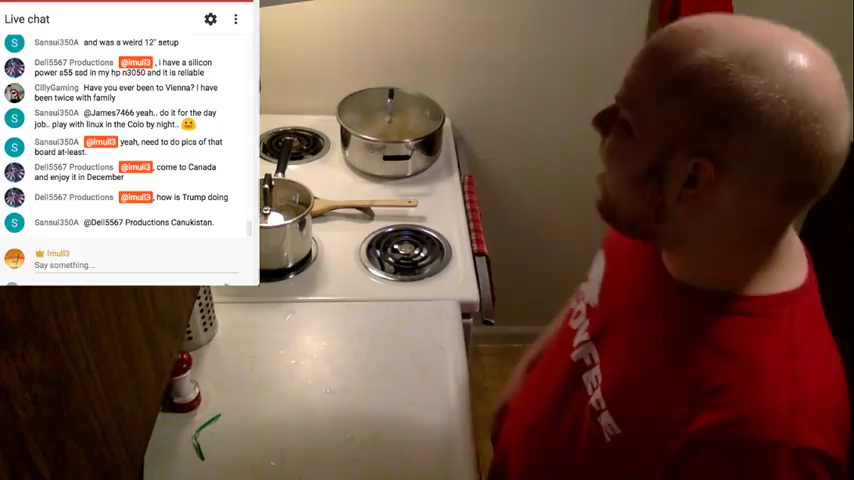 Live chat
S Sansui350A and was a weird 12" setup
Dell5567 Productions @lmull3 , i have a silicon
power s55 ssd in my hp n3050 and it is reliable
CillyGaming Have you ever been to Vienna? I have
been twice with family
S Sansui350A @James7466 yeah.. do it for the day
job.. play with linux in the Colo by night..
S Sansui350A @lmull3 yeah, need to do pics of that
board at-least.
Dell5567 Productions @lmull3 , come to Canada
and enjoy it in December
Dell5567 Productions @lmull3 , how is Trump doing
S Sansui350A @Dell5567 Productions Canukistan.
lmull3
Say something...